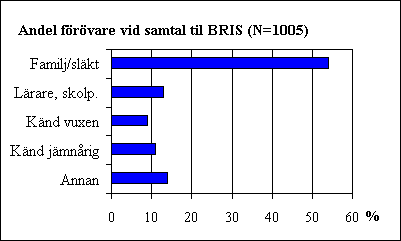 Andel förövare vid samtal til BRIS (N=1005)
Familj/släkt
Lärare, skolp.
Känd vuxen
Känd jämnårig
Annan
0 10 20 30 40 50 60 %